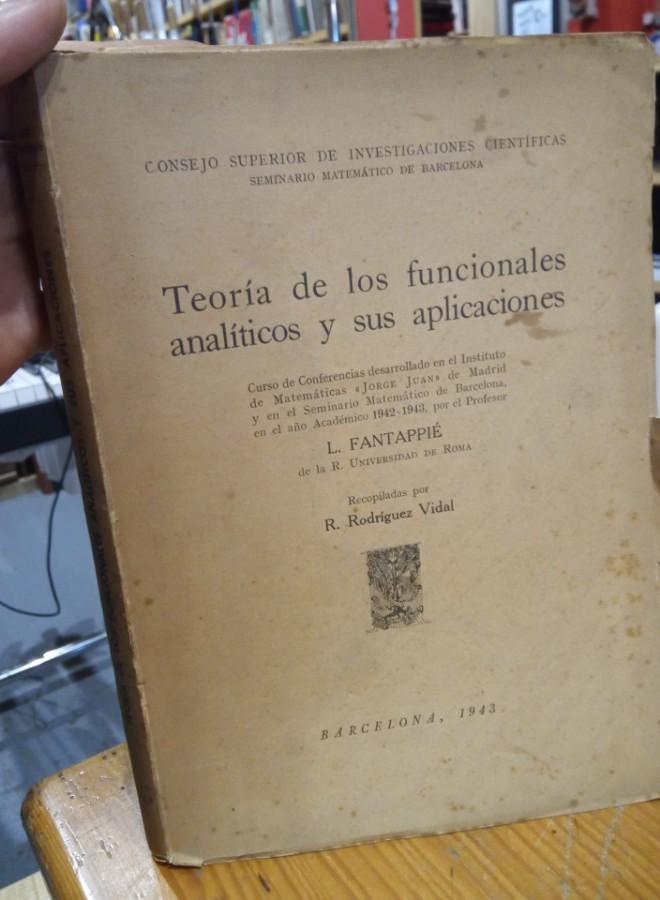 CONSEJO SUPERIOR DE INVESTIGACIONES CIENTÍFICAS
SEMINARIO MATEMÁTICO DE BARCELONA
Teoría de los funcionales
analíticos y sus aplicaciones
Curso de Conferencias desarrollado en el Instituto
de Matemáticas «JORGE JUAN» de Madrid
y en el Seminario Matemático de Barcelona,
en el año Académico 1942-1943, por el Profesor
L. FANTAPPIÉ
de la R. UNIVERSIDAD DE ROMA
Recopiladas por
R. Rodríguez Vidal
BARCELONA, 1943